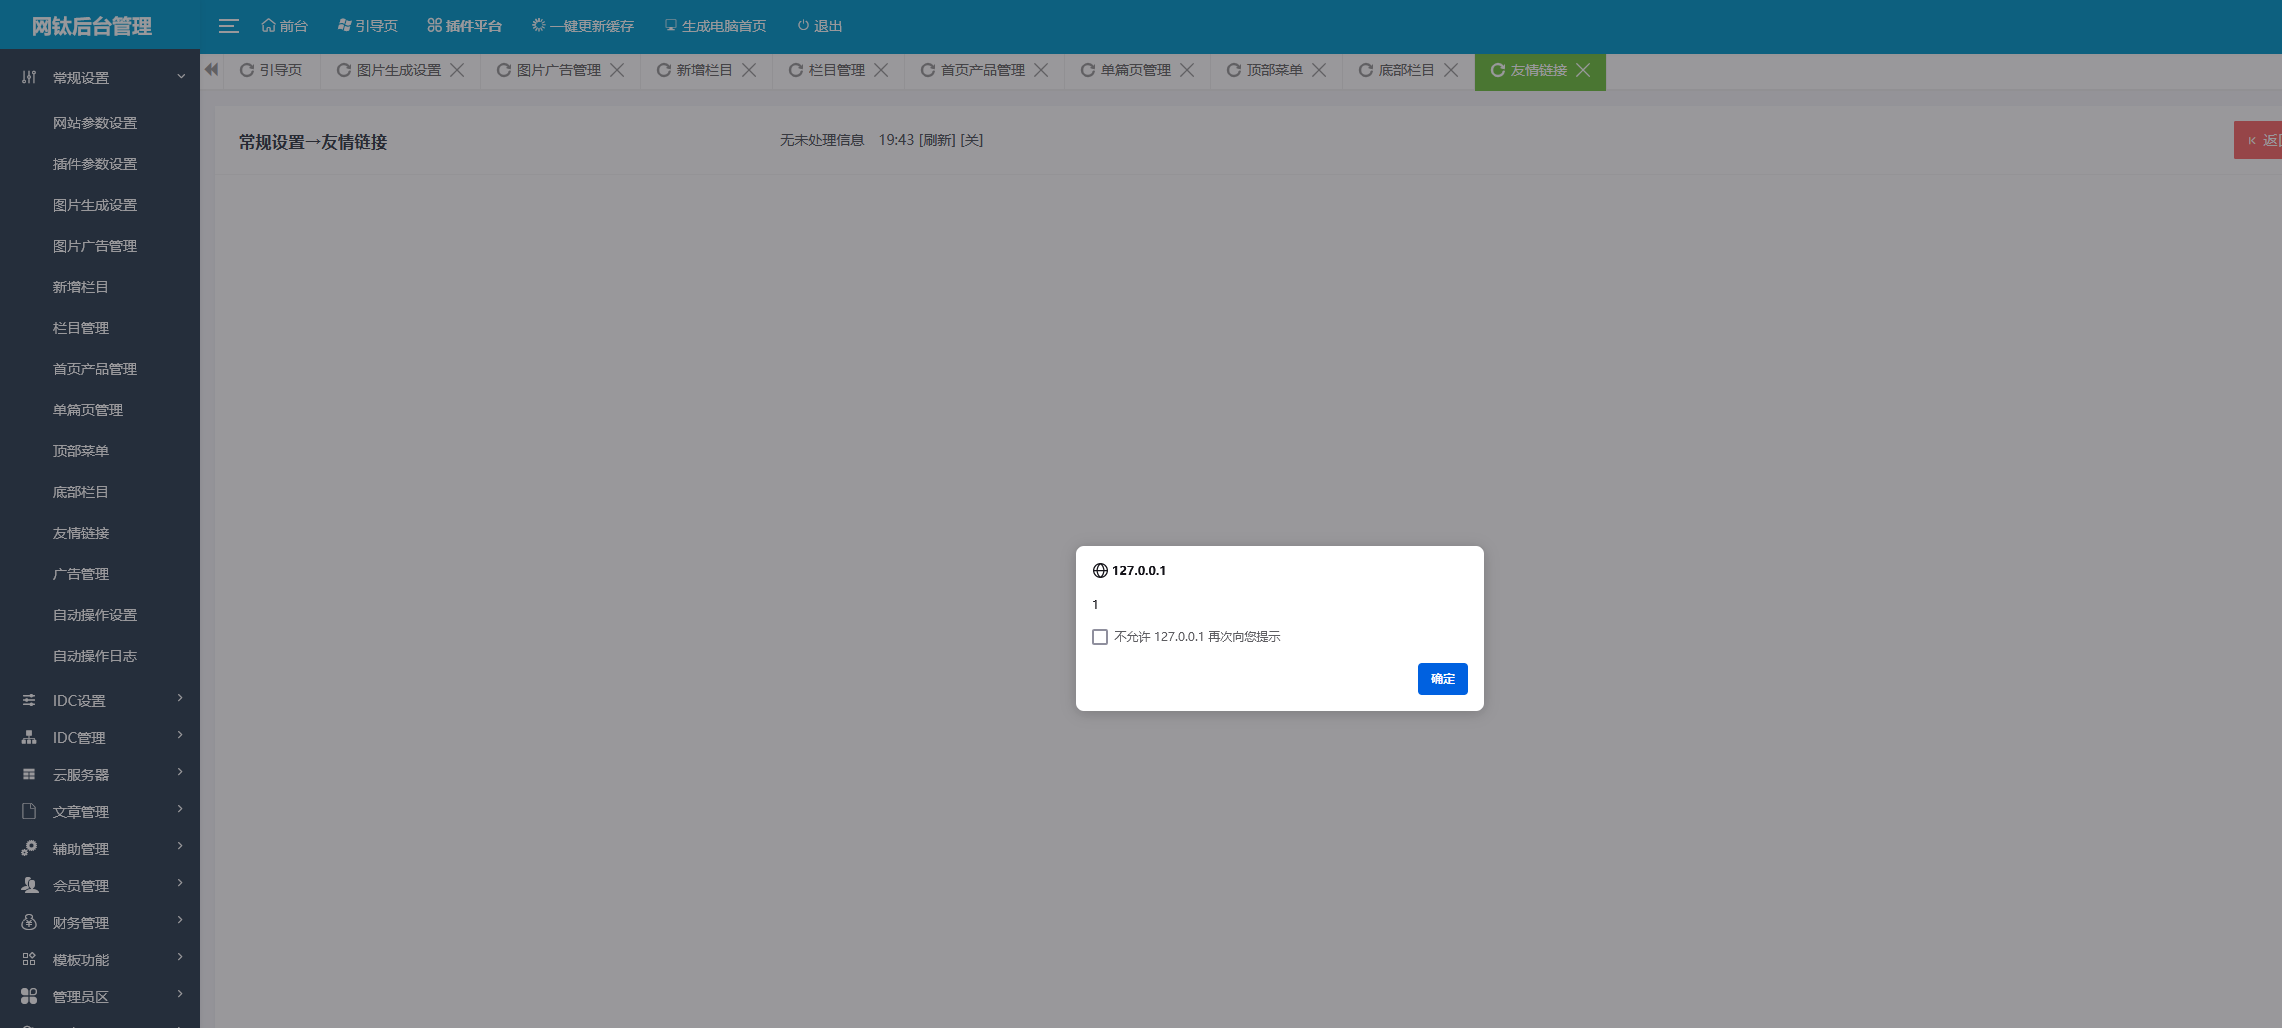 网钛后台管理
前台 引导页 插件平台 一键更新缓存 生成电脑首页 退出
引导页 图片生成设置 图片广告管理 新增栏目 栏目管理 首页产品管理 单篇页管理 顶部菜单 底部栏目 友情链接
常规设置
网站参数设置
插件参数设置
图片生成设置
图片广告管理
新增栏目
栏目管理
首页产品管理
单篇页管理
顶部菜单
底部栏目
友情链接
广告管理
自动操作设置
自动操作日志
IDC设置
IDC管理
云服务器
文章管理
辅助管理
会员管理
财务管理
模板功能
管理员区
常规设置→友情链接
无未处理信息 19:43 [刷新] [关]
返
127.0.0.1
1
不允许 127.0.0.1 再次向您提示
确定